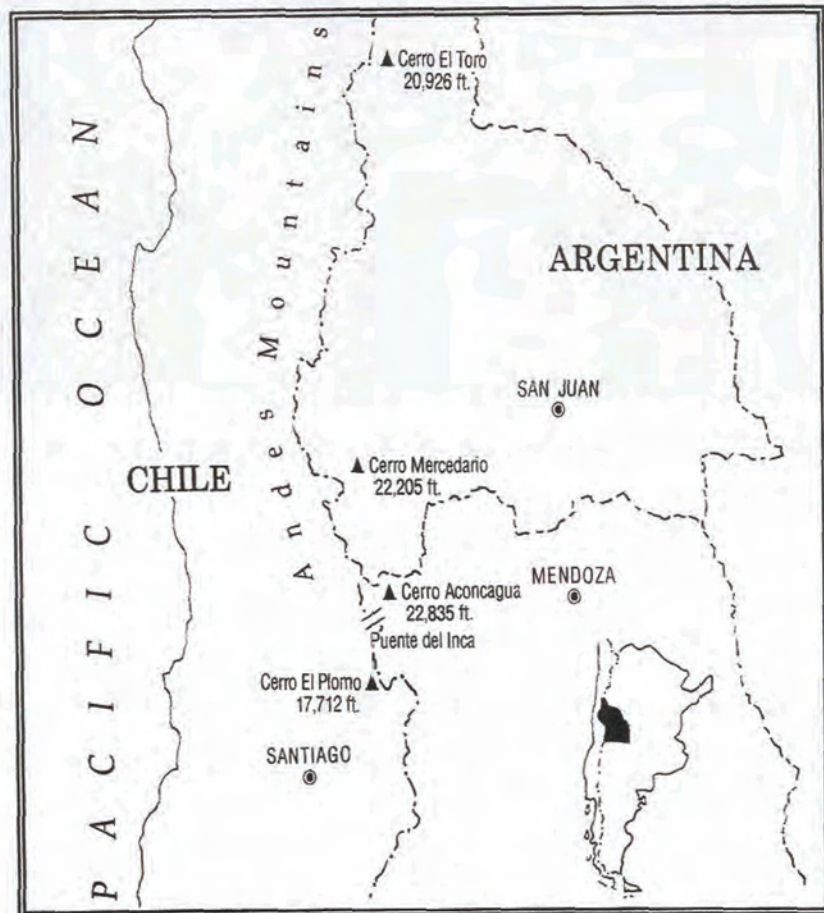 Cerro El Toro
20,926 ft.
PACIFIC OCEAN
Andes Mountains
ARGENTINA
SAN JUAN
CHILE
Cerro Mercedario
22,205 ft.
MENDOZA
Cerro Aconcagua
22,835 ft.
Puente del Inca
Cerro El Plomo
17,712 ft.
SANTIAGO